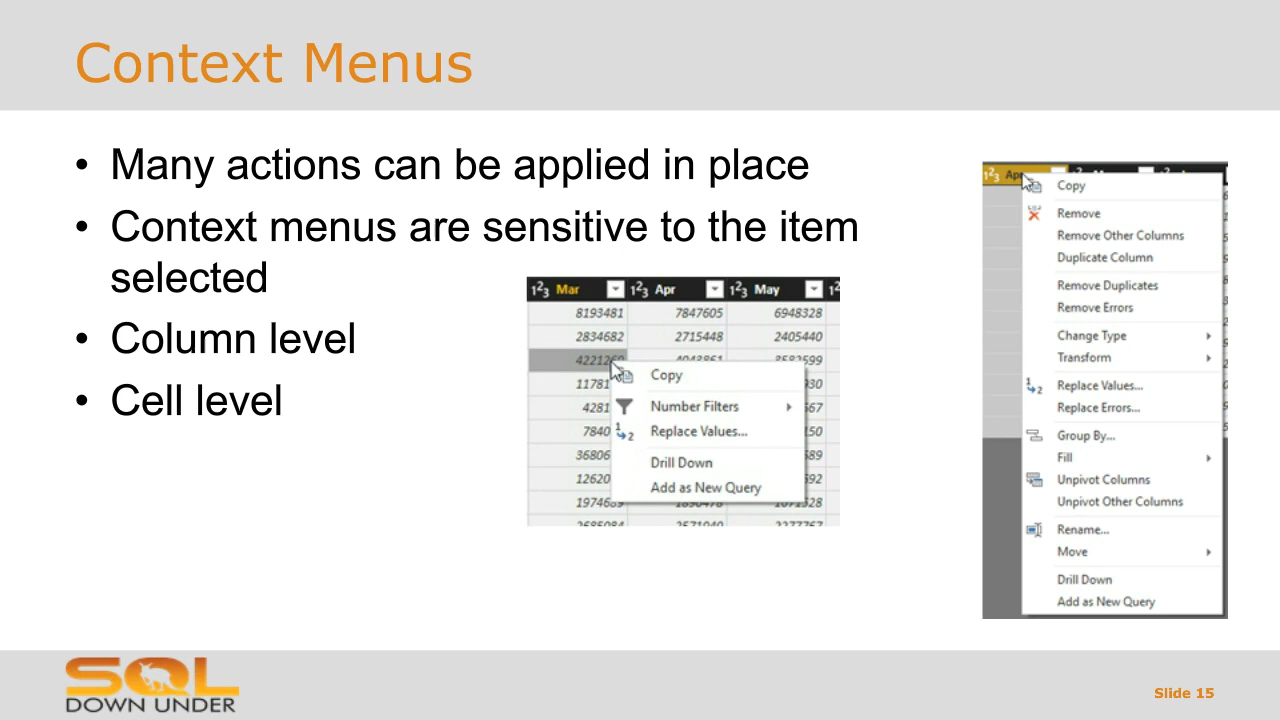 Context Menus
• Many actions can be applied in place
• Context menus are sensitive to the item
selected
• Column level
• Cell level
1²3 Mar 1²3 Apr 1²3 May
8193481 7847605 6948328
2834682 2715448 2405440
Copy
Number Filters
Replace Values...
Drill Down
Add as New Query
Copy
Remove
Remove Other Columns
Duplicate Column
Remove Duplicates
Remove Errors
Change Type
Transform
Replace Values...
Replace Errors...
Group By...
Fill
Unpivot Columns
Unpivot Other Columns
Rename...
Move
Drill Down
Add as New Query
SQL
DOWN UNDER
Slide 15